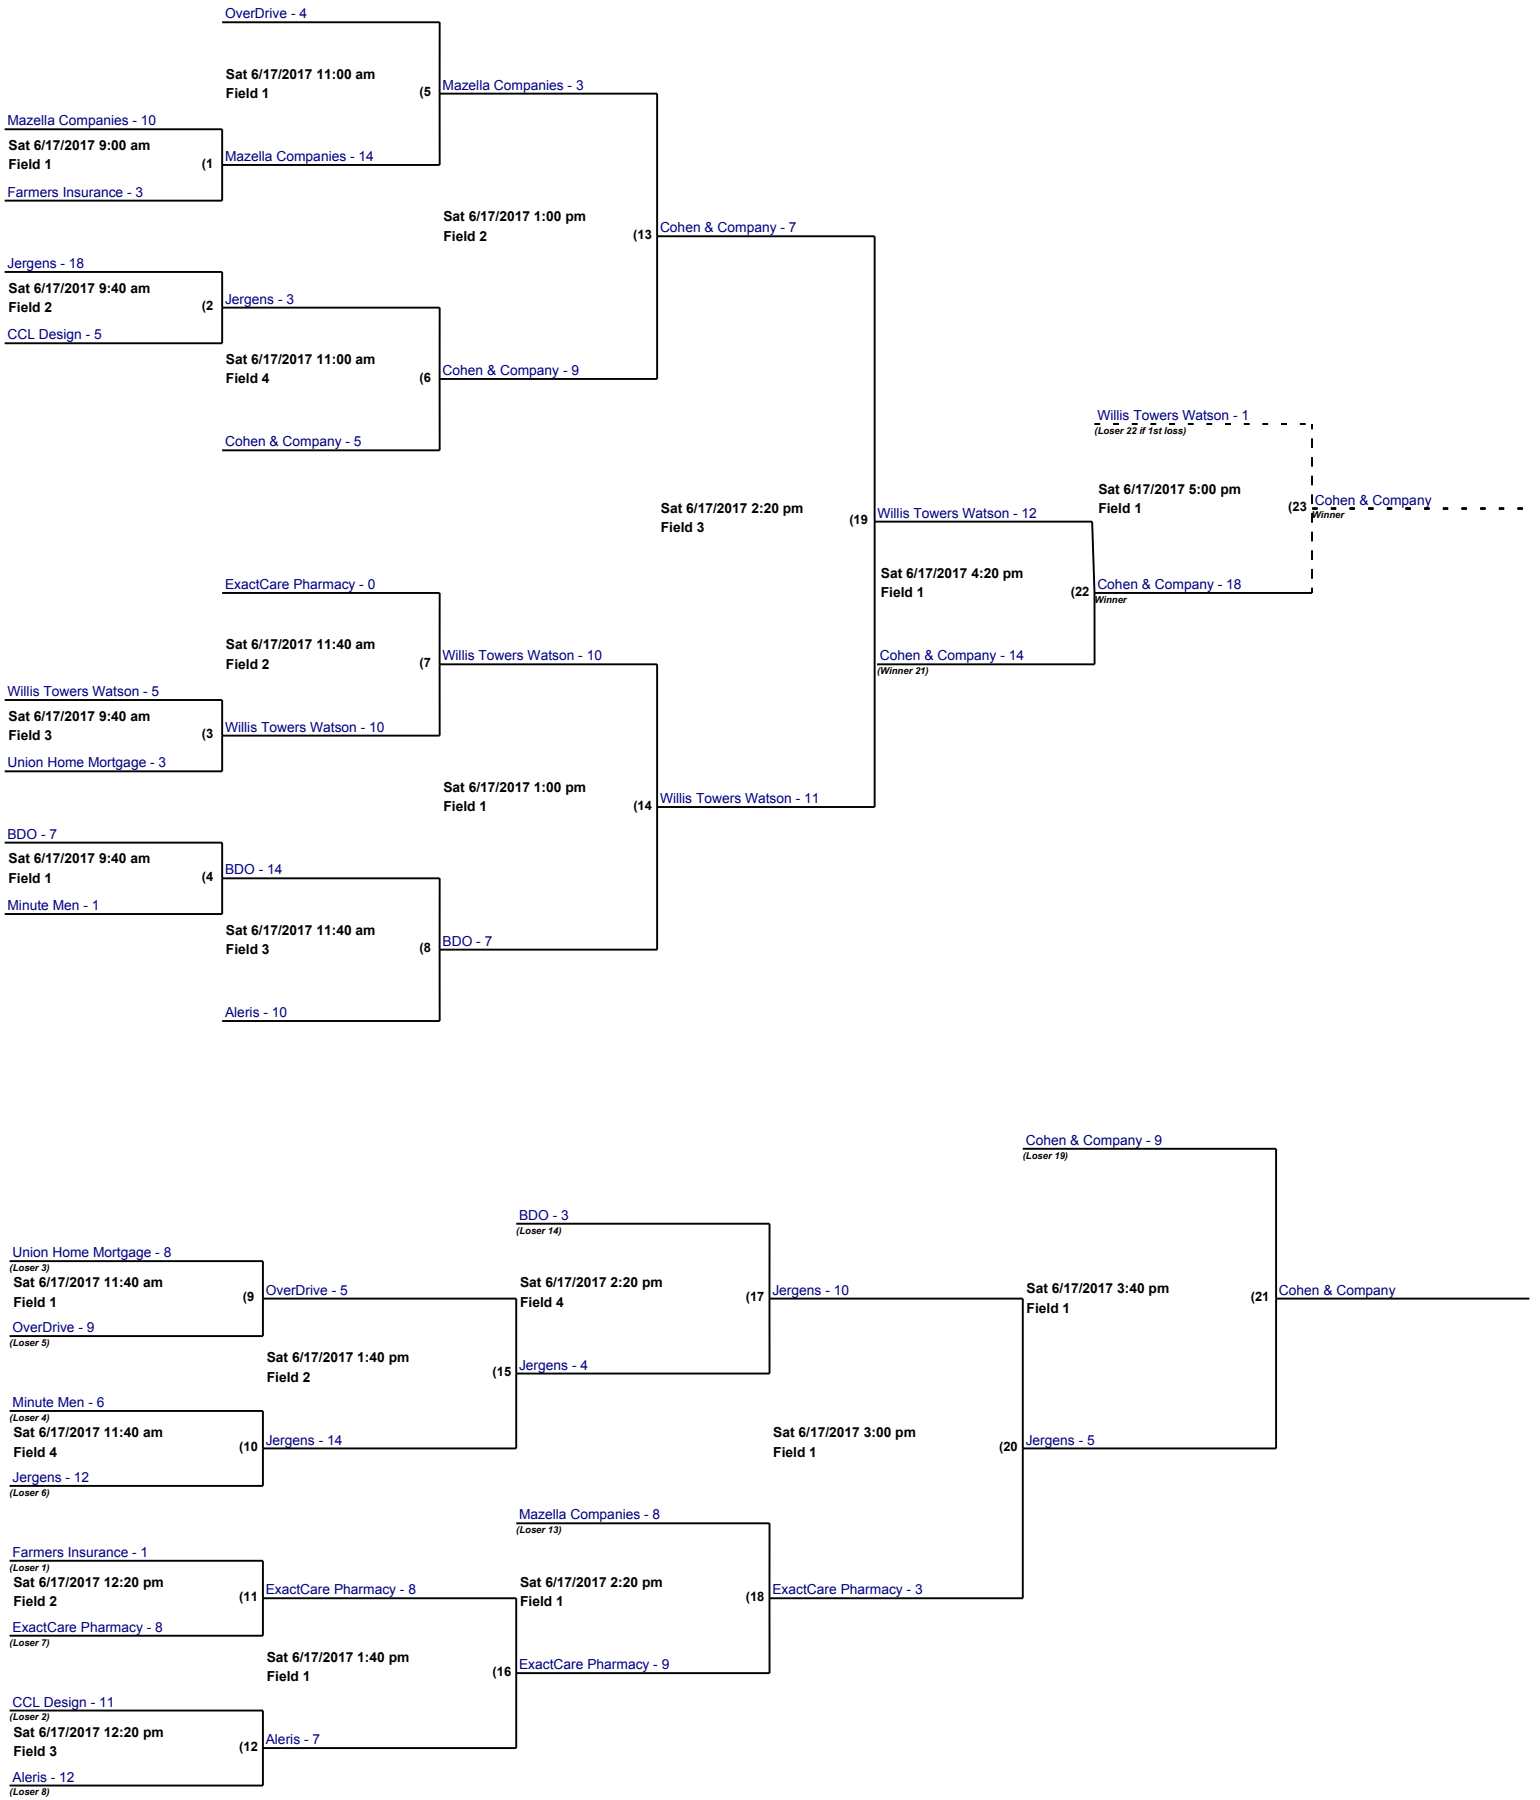 OverDrive - 4
Sat 6/17/2017 11:00 am
Field 1
(5
Mazella Companies - 3
Mazella Companies - 10
Sat 6/17/2017 9:00 am
Field 1
(1
Mazella Companies - 14
Farmers Insurance - 3
Sat 6/17/2017 1:00 pm
Field 2
(13
Cohen & Company - 7
Jergens - 18
Sat 6/17/2017 9:40 am
Field 2
(2
Jergens - 3
CCL Design - 5
Sat 6/17/2017 11:00 am
Field 4
(6
Cohen & Company - 9
Cohen & Company - 5
Willis Towers Watson - 1
(Loser 22 if 1st loss)
Sat 6/17/2017 5:00 pm
Field 1
(23
Cohen & Company
Winner
Sat 6/17/2017 2:20 pm
Field 3
(19
Willis Towers Watson - 12
Sat 6/17/2017 4:20 pm
Field 1
(22
Cohen & Company - 18
Winner
ExactCare Pharmacy - 0
Sat 6/17/2017 11:40 am
Field 2
(7
Willis Towers Watson - 10
Cohen & Company - 14
(Winner 21)
Willis Towers Watson - 5
Sat 6/17/2017 9:40 am
Field 3
(3
Willis Towers Watson - 10
Union Home Mortgage - 3
Sat 6/17/2017 1:00 pm
Field 1
(14
Willis Towers Watson - 11
BDO - 7
Sat 6/17/2017 9:40 am
Field 1
(4
BDO - 14
Minute Men - 1
Sat 6/17/2017 11:40 am
Field 3
(8
BDO - 7
Aleris - 10
Cohen & Company - 9
(Loser 19)
BDO - 3
(Loser 14)
Union Home Mortgage - 8
(Loser 3)
Sat 6/17/2017 11:40 am
Field 1
(9
OverDrive - 5
Sat 6/17/2017 2:20 pm
Field 4
(17
Jergens - 10
Sat 6/17/2017 3:40 pm
Field 1
(21
Cohen & Company
OverDrive - 9
(Loser 5)
Sat 6/17/2017 1:40 pm
Field 2
(15
Jergens - 4
Minute Men - 6
(Loser 4)
Sat 6/17/2017 11:40 am
Field 4
(10
Jergens - 14
Sat 6/17/2017 3:00 pm
Field 1
(20
Jergens - 5
Jergens - 12
(Loser 6)
Mazella Companies - 8
(Loser 13)
Farmers Insurance - 1
(Loser 1)
Sat 6/17/2017 12:20 pm
Field 2
(11
ExactCare Pharmacy - 8
Sat 6/17/2017 2:20 pm
Field 1
(18
ExactCare Pharmacy - 3
ExactCare Pharmacy - 8
(Loser 7)
Sat 6/17/2017 1:40 pm
Field 1
(16
ExactCare Pharmacy - 9
CCL Design - 11
(Loser 2)
Sat 6/17/2017 12:20 pm
Field 3
(12
Aleris - 7
Aleris - 12
(Loser 8)